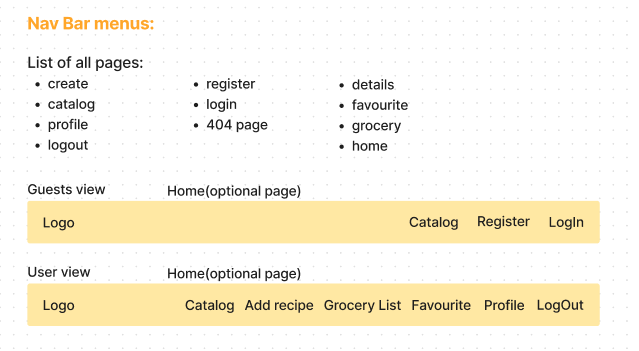 Nav Bar menus:
List of all pages:
• create
• catalog
• profile
• logout
• register
• login
• 404 page
• details
• favourite
• grocery
• home
Guests view Home(optional page)
Logo Catalog Register LogIn
User view Home(optional page)
Logo Catalog Add recipe Grocery List Favourite Profile LogOut